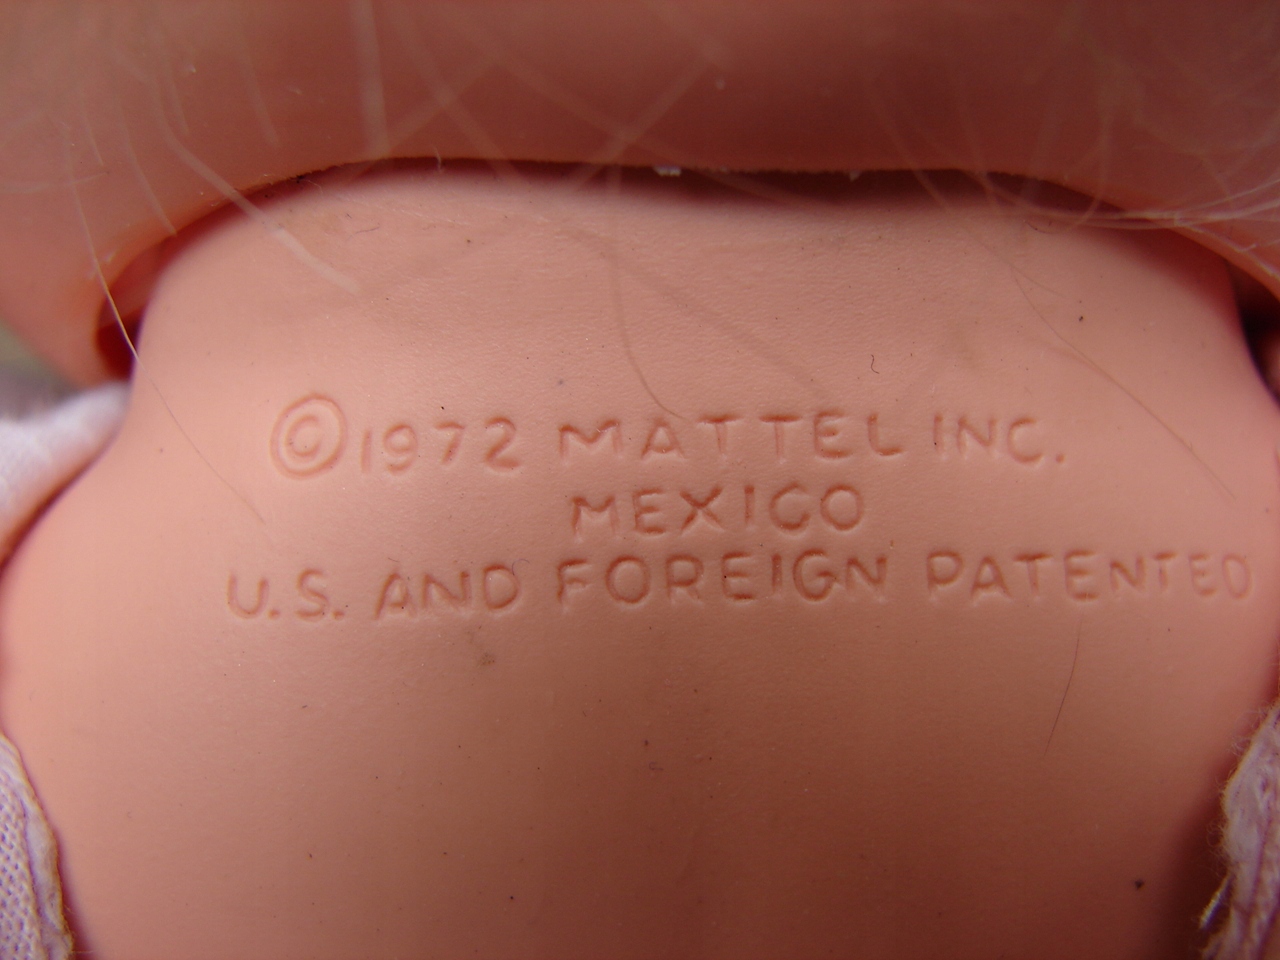 ©1972 MATTEL INC.
MEXICO
U.S. AND FOREIGN PATENTED